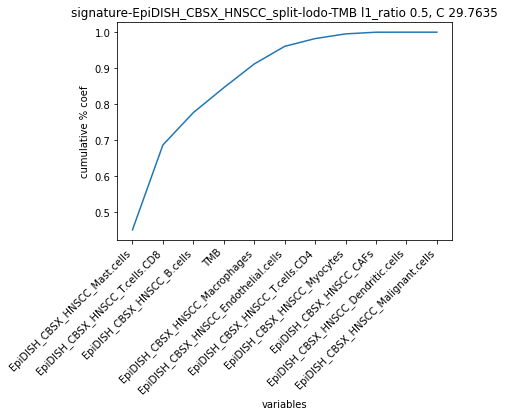 signature-EpiDISH_CBSX_HNSCC_split-lodo-TMB l1_ratio 0.5, C 29.7635
1.0
0.9
0.8
0.7
0.6
0.5
cumulative % coef
EpiDISH_CBSX_HNSCC_Mast.cells
EpiDISH_CBSX_HNSCC_T.cells.CD8
EpiDISH_CBSX_HNSCC_B.cells
TMB
EpiDISH_CBSX_HNSCC_Macrophages
EpiDISH_CBSX_HNSCC_Endothelial.cells
EpiDISH_CBSX_HNSCC_T.cells.CD4
EpiDISH_CBSX_HNSCC_Myocytes
EpiDISH_CBSX_HNSCC_CAFs
EpiDISH_CBSX_HNSCC_Dendritic.cells
EpiDISH_CBSX_HNSCC_Malignant.cells
variables